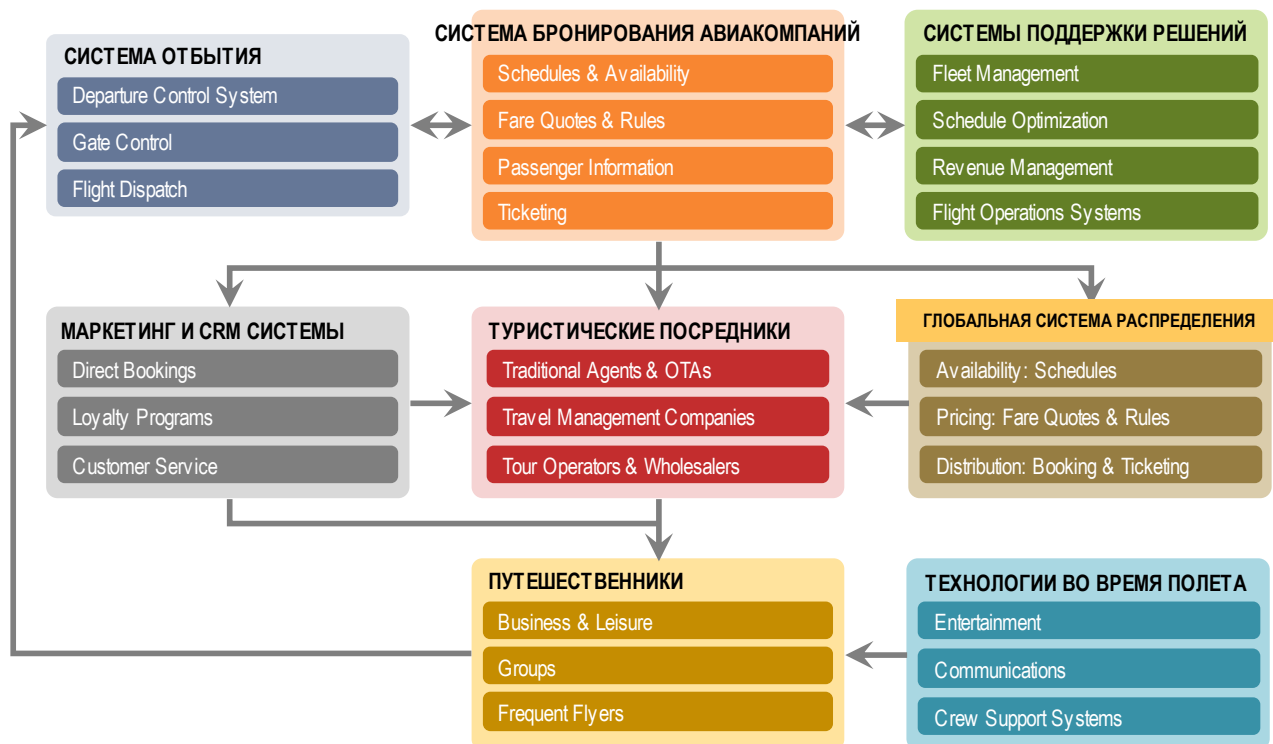 СИСТЕМА ОТБЫТИЯ
Departure Control System
Gate Control
Flight Dispatch
СИСТЕМА БРОНИРОВАНИЯ АВИАКОМПАНИЙ
Schedules & Availability
Fare Quotes & Rules
Passenger Information
Ticketing
СИСТЕМЫ ПОДДЕРЖКИ РЕШЕНИЙ
Fleet Management
Schedule Optimization
Revenue Management
Flight Operations Systems
МАРКЕТИНГ И CRM СИСТЕМЫ
Direct Bookings
Loyalty Programs
Customer Service
ТУРИСТИЧЕСКИЕ ПОСРЕДНИКИ
Traditional Agents & OTAs
Travel Management Companies
Tour Operators & Wholesalers
ГЛОБАЛЬНАЯ СИСТЕМА РАСПРЕДЕЛЕНИЯ
Availability: Schedules
Pricing: Fare Quotes & Rules
Distribution: Booking & Ticketing
ПУТЕШЕСТВЕННИКИ
Business & Leisure
Groups
Frequent Flyers
ТЕХНОЛОГИИ ВО ВРЕМЯ ПОЛЕТА
Entertainment
Communications
Crew Support Systems